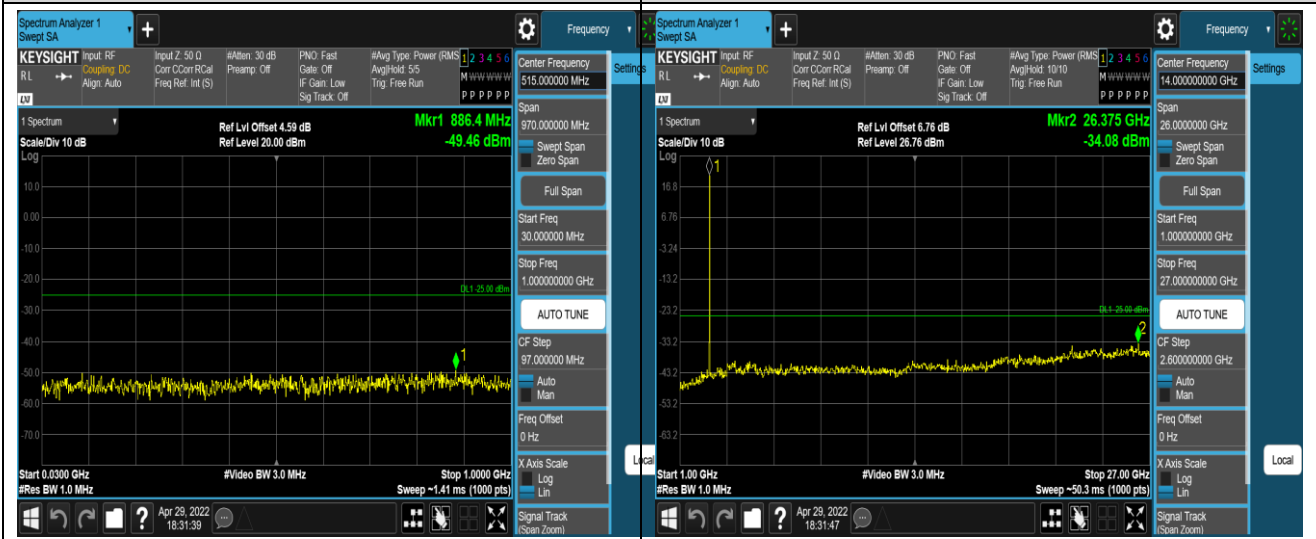 Spectrum Analyzer 1
Swept SA
Frequency
KEYSIGHT
RL
Input: RF
Coupling: DC
Align: Auto
Input Z: 50 Ω
Corr CCorr RCal
Freq Ref: Int (S)
#Atten: 30 dB
Preamp: Off
PNO: Fast
Gate: Off
IF Gain: Low
Sig Track: Off
#Avg Type: Power (RMS
Avg|Hold: 5/5
Trig: Free Run
1 2 3 4 5 6
M W W W W W
P P P P P P
1 Spectrum
Scale/Div 10 dB
Log
Ref Lvl Offset 4.59 dB
Ref Level 20.00 dBm
Mkr1 886.4 MHz
-49.46 dBm
10.0
0.00
-10.0
-20.0
-30.0
-40.0
-50.0
-60.0
-70.0
DL1 -25.00 dBm
1
Start 0.0300 GHz
#Res BW 1.0 MHz
#Video BW 3.0 MHz
Stop 1.0000 GHz
Sweep ~1.41 ms (1000 pts)
Apr 29, 2022
18:31:39
Center Frequency
515.000000 MHz
Span
970.000000 MHz
Swept Span
Zero Span
Full Span
Start Freq
30.000000 MHz
Stop Freq
1.000000000 GHz
AUTO TUNE
CF Step
97.000000 MHz
Auto
Man
Freq Offset
0 Hz
X Axis Scale
Log
Lin
Signal Track
(Span Zoom)
Settings
Local
Spectrum Analyzer 1
Swept SA
Frequency
KEYSIGHT
RL
Input: RF
Coupling: DC
Align: Auto
Input Z: 50 Ω
Corr CCorr RCal
Freq Ref: Int (S)
#Atten: 30 dB
Preamp: Off
PNO: Fast
Gate: Off
IF Gain: Low
Sig Track: Off
#Avg Type: Power (RMS
Avg|Hold: 10/10
Trig: Free Run
1 2 3 4 5 6
M W W W W W
P P P P P P
1 Spectrum
Scale/Div 10 dB
Log
Ref Lvl Offset 6.76 dB
Ref Level 26.76 dBm
Mkr2 26.375 GHz
-34.08 dBm
1
16.8
6.76
-3.24
-13.2
-23.2
-33.2
-43.2
-53.2
-63.2
DL1 -25.00 dBm
2
Start 1.00 GHz
#Res BW 1.0 MHz
#Video BW 3.0 MHz
Stop 27.00 GHz
Sweep ~50.3 ms (1000 pts)
Apr 29, 2022
18:31:47
Center Frequency
14.000000000 GHz
Span
26.0000000 GHz
Swept Span
Zero Span
Full Span
Start Freq
1.000000000 GHz
Stop Freq
27.000000000 GHz
AUTO TUNE
CF Step
2.600000000 GHz
Auto
Man
Freq Offset
0 Hz
X Axis Scale
Log
Lin
Signal Track
(Span Zoom)
Settings
Local